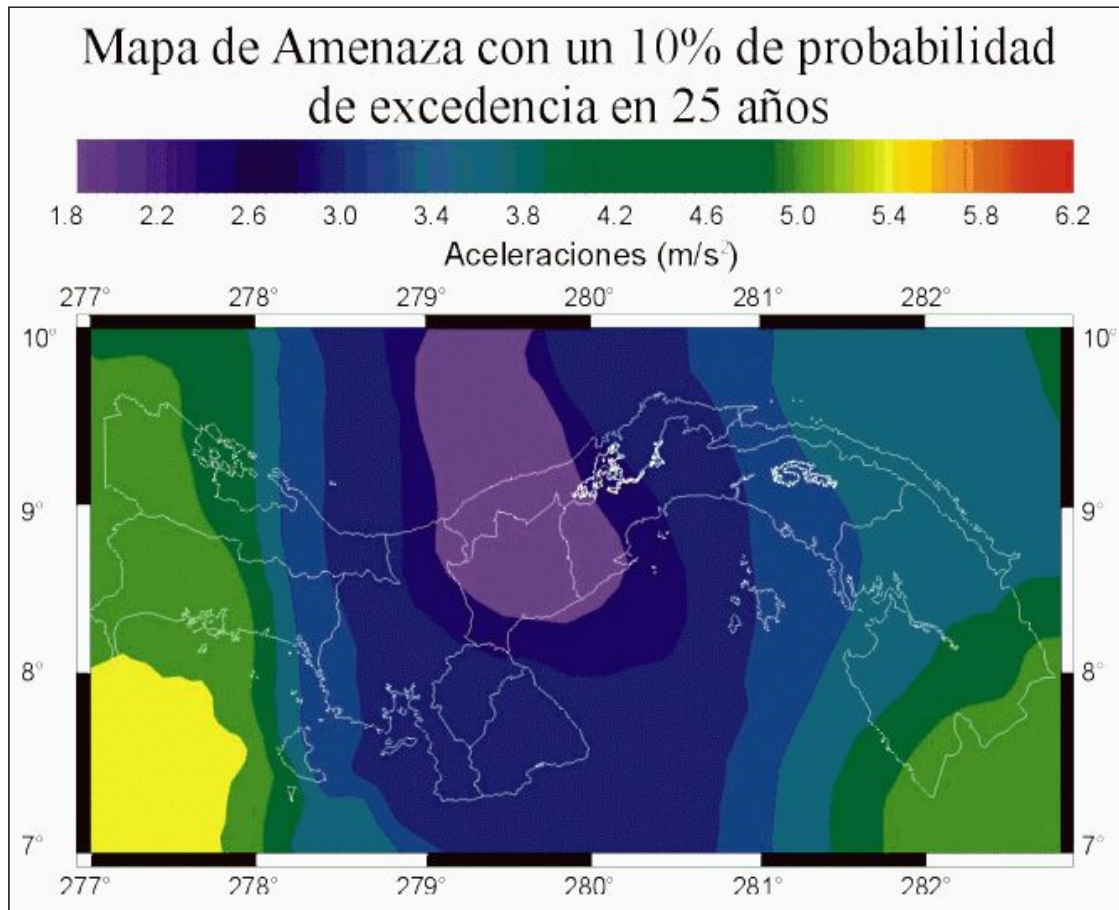 Mapa de Amenaza con un 10% de probabilidad
de excedencia en 25 años
1.8 2.2 2.6 3.0 3.4 3.8 4.2 4.6 5.0 5.4 5.8 6.2
Aceleraciones (m/s²)
277° 278° 279° 280° 281° 282°
10° 10°
9° 9°
8° 8°
7° 7°
277° 278° 279° 280° 281° 282°